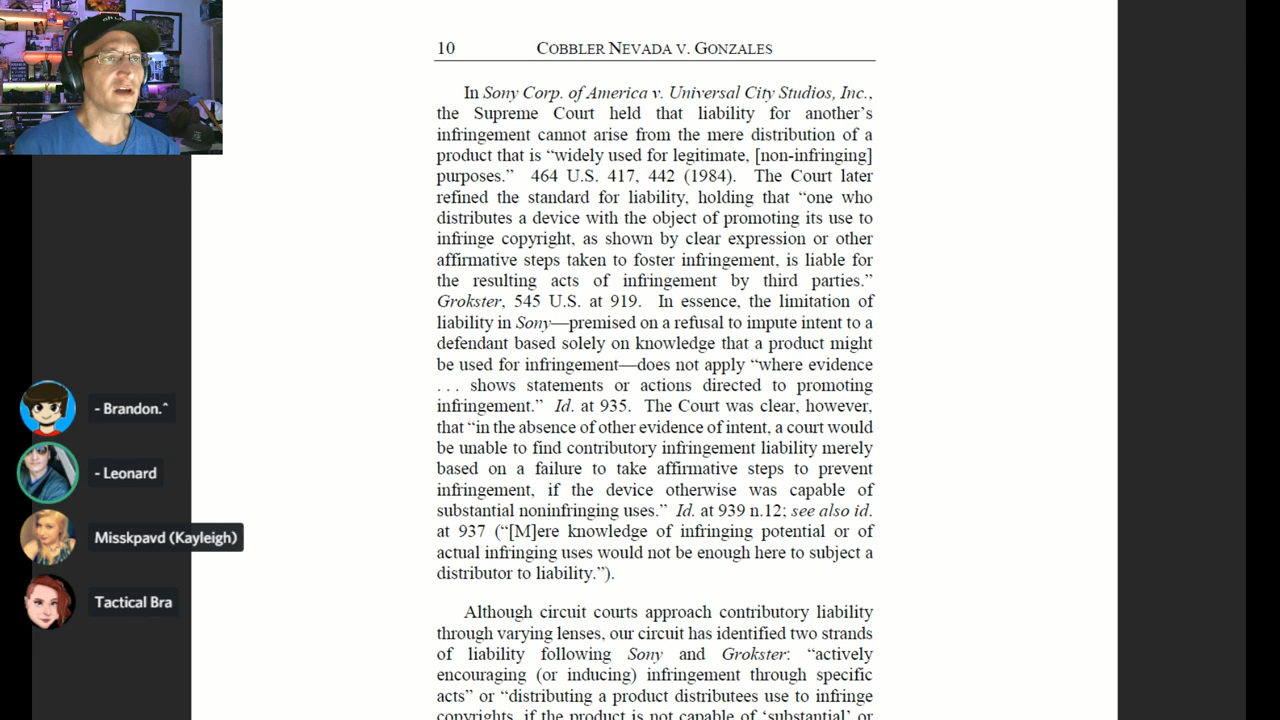 10 COBBLER NEVADA V. GONZALES
In Sony Corp. of America v. Universal City Studios, Inc.,
the Supreme Court held that liability for another’s
infringement cannot arise from the mere distribution of a
product that is “widely used for legitimate, [non-infringing]
purposes.” 464 U.S. 417, 442 (1984). The Court later
refined the standard for liability, holding that “one who
distributes a device with the object of promoting its use to
infringe copyright, as shown by clear expression or other
affirmative steps taken to foster infringement, is liable for
the resulting acts of infringement by third parties.”
Grokster, 545 U.S. at 919. In essence, the limitation of
liability in Sony—premised on a refusal to impute intent to a
defendant based solely on knowledge that a product might
be used for infringement—does not apply “where evidence
. . . shows statements or actions directed to promoting
infringement.” Id. at 935. The Court was clear, however,
that “in the absence of other evidence of intent, a court would
be unable to find contributory infringement liability merely
based on a failure to take affirmative steps to prevent
infringement, if the device otherwise was capable of
substantial noninfringing uses.” Id. at 939 n.12; see also id.
at 937 (“[M]ere knowledge of infringing potential or of
actual infringing uses would not be enough here to subject a
distributor to liability.”).
Although circuit courts approach contributory liability
through varying lenses, our circuit has identified two strands
of liability following Sony and Grokster: “actively
encouraging (or inducing) infringement through specific
acts” or “distributing a product distributees use to infringe
copyrights, if the product is not capable of ‘substantial’ or
- Brandon.^
- Leonard
Misskpavd (Kayleigh)
Tactical Bra